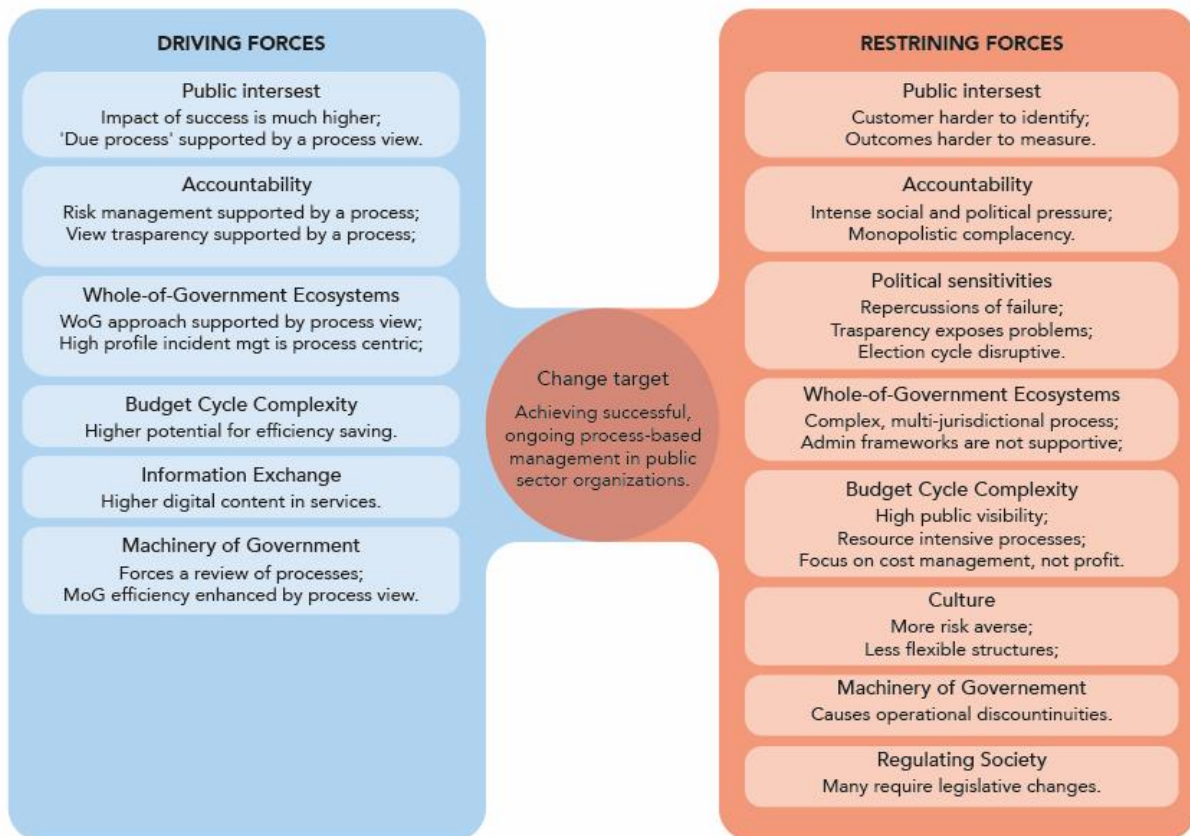 DRIVING FORCES
Public intersest
Impact of success is much higher;
'Due process' supported by a process view.
Accountability
Risk management supported by a process;
View trasparency supported by a process;
Whole-of-Government Ecosystems
WoG approach supported by process view;
High profile incident mgt is process centric;
Budget Cycle Complexity
Higher potential for efficiency saving.
Information Exchange
Higher digital content in services.
Machinery of Government
Forces a review of processes;
MoG efficiency enhanced by process view.
Change target
Achieving successful,
ongoing process-based
management in public
sector organizations.
RESTRINING FORCES
Public intersest
Customer harder to identify;
Outcomes harder to measure.
Accountability
Intense social and political pressure;
Monopolistic complacency.
Political sensitivities
Repercussions of failure;
Trasparency exposes problems;
Election cycle disruptive.
Whole-of-Government Ecosystems
Complex, multi-jurisdictional process;
Admin frameworks are not supportive;
Budget Cycle Complexity
High public visibility;
Resource intensive processes;
Focus on cost management, not profit.
Culture
More risk averse;
Less flexible structures;
Machinery of Governement
Causes operational discountinuities.
Regulating Society
Many require legislative changes.